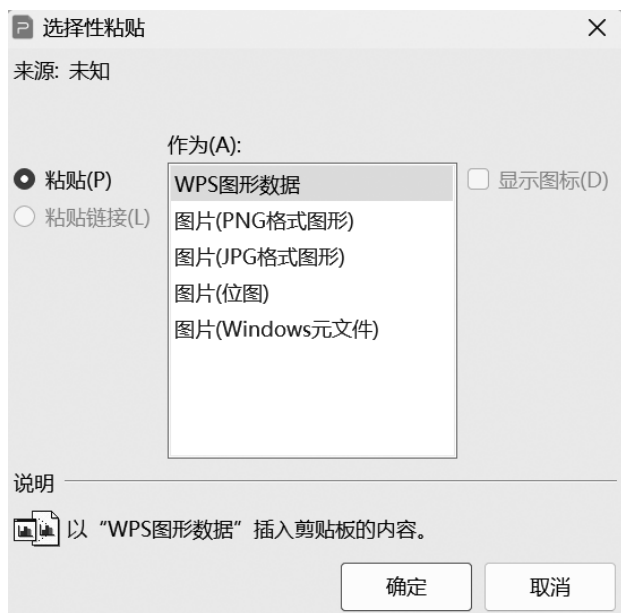 选择性粘贴
来源: 未知
作为(A):
粘贴(P)
粘贴链接(L)
WPS图形数据
图片(PNG格式图形)
图片(JPG格式图形)
图片(位图)
图片(Windows元文件)
显示图标(D)
说明
以“WPS图形数据”插入剪贴板的内容。
确定
取消